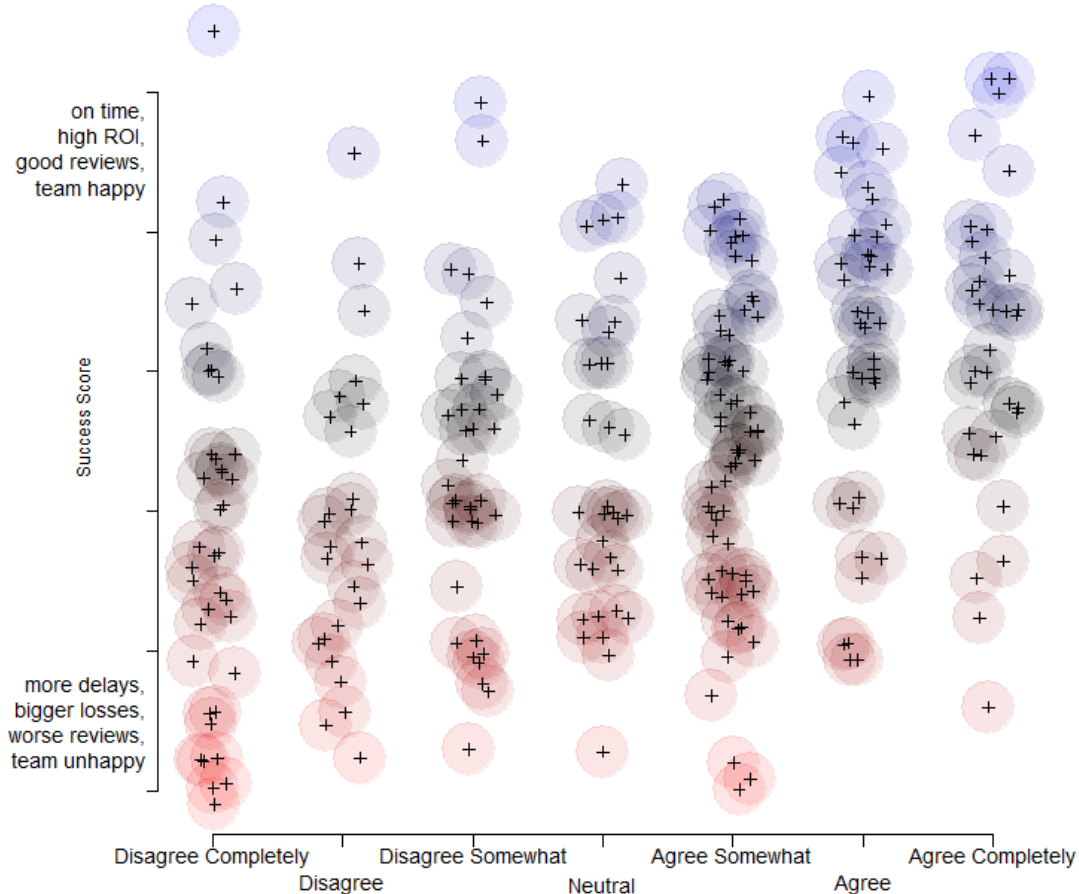 on time,
high ROI,
good reviews,
team happy
Success Score
more delays,
bigger losses,
worse reviews,
team unhappy
Disagree Completely
Disagree Somewhat
Agree Somewhat
Agree Completely
Disagree
Neutral
Agree